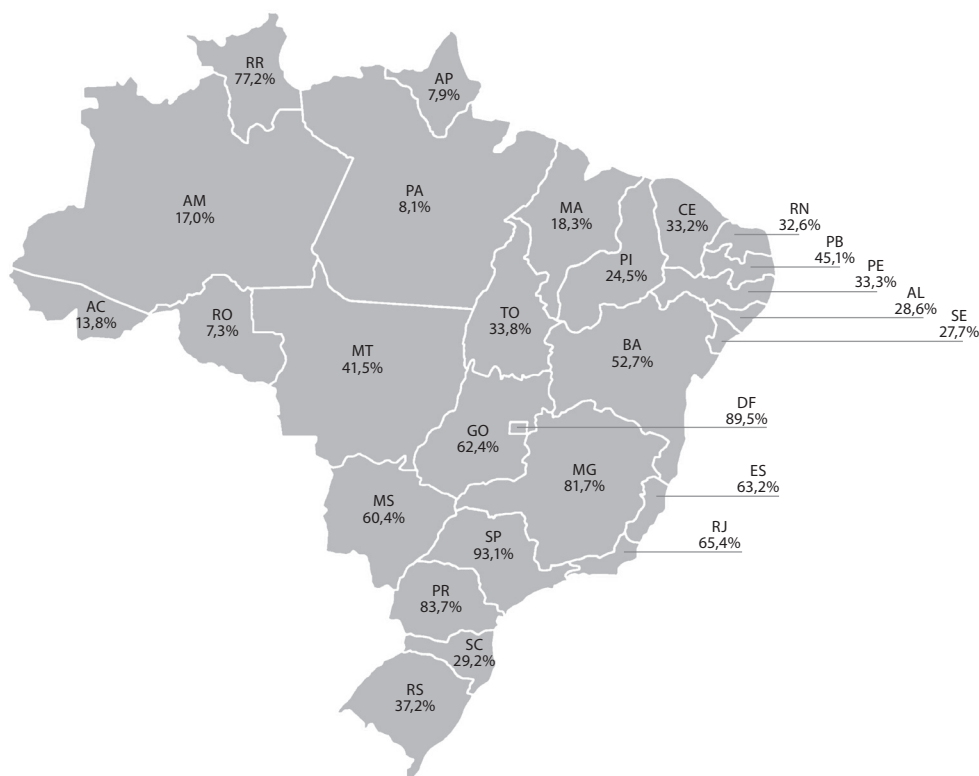 RR
77,2%
AP
7,9%
AM
17,0%
PA
8,1%
MA
18,3%
CE
33,2%
RN
32,6%
PI
24,5%
PB
45,1%
PE
33,3%
AL
28,6%
SE
27,7%
AC
13,8%
RO
7,3%
TO
33,8%
MT
41,5%
BA
52,7%
DF
89,5%
GO
62,4%
MG
81,7%
ES
63,2%
MS
60,4%
SP
93,1%
RJ
65,4%
PR
83,7%
SC
29,2%
RS
37,2%